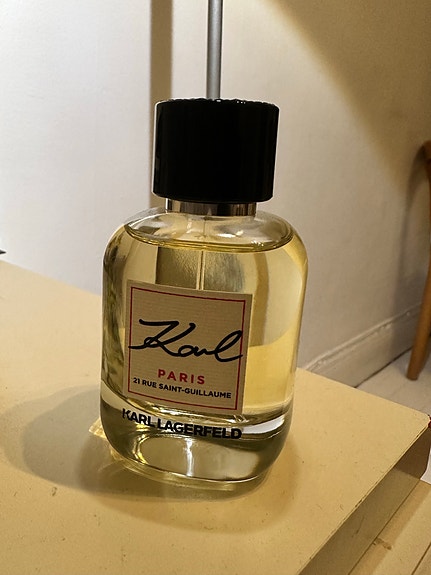 Karl
PARIS
21 RUE SAINT-GUILLAUME
KARL LAGERFELD